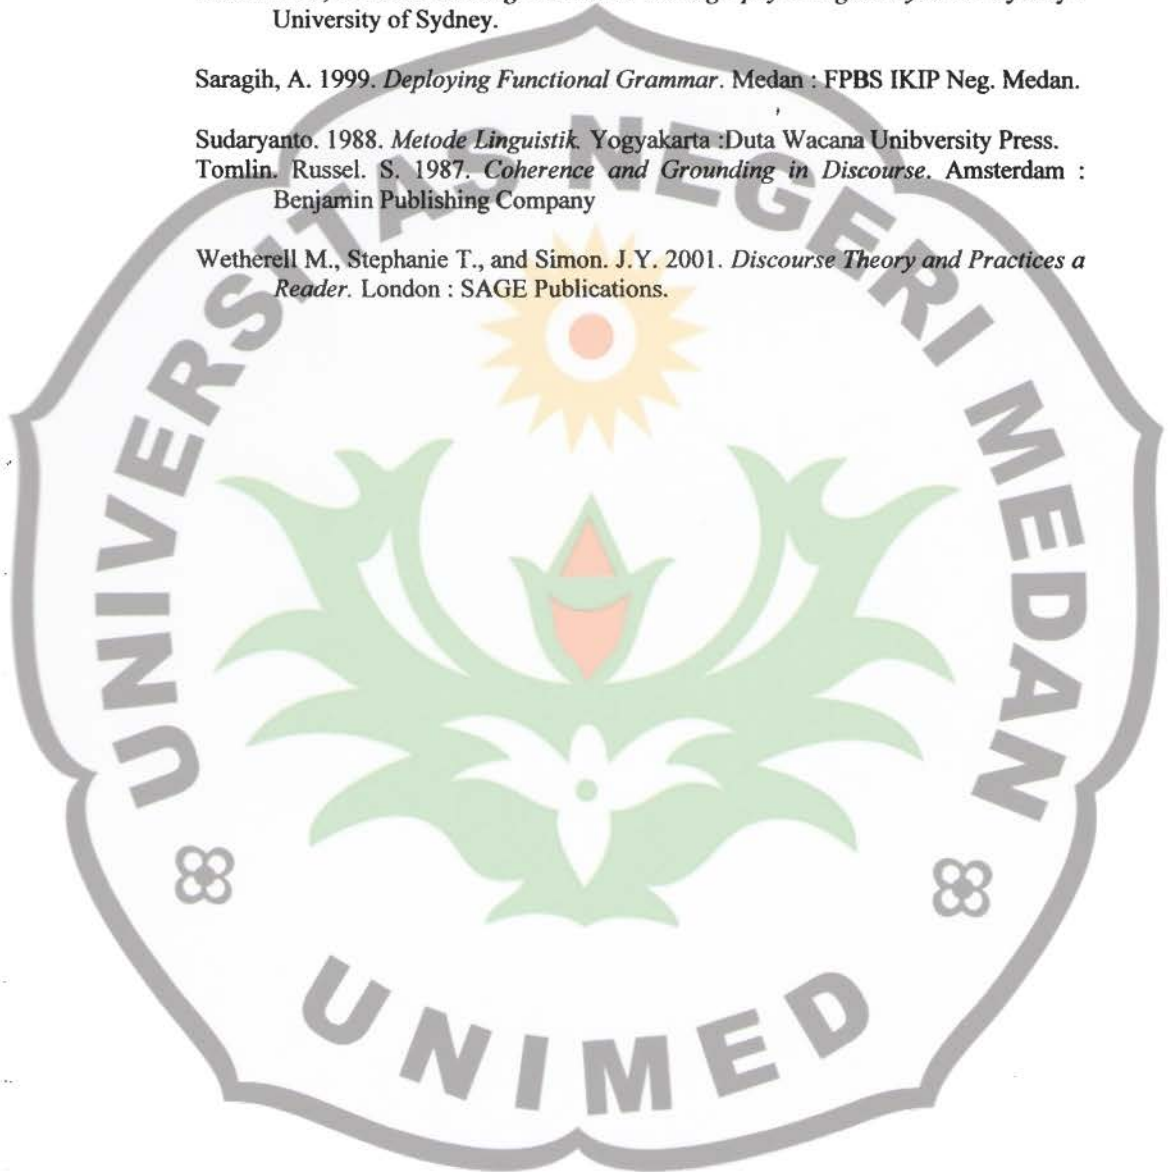 University of Sydney.
Saragih, A. 1999. Deploying Functional Grammar. Medan : FPBS IKIP Neg. Medan.
Sudaryanto. 1988. Metode Linguistik. Yogyakarta :Duta Wacana Unibversity Press.
Tomlin. Russel. S. 1987. Coherence and Grounding in Discourse. Amsterdam :
Benjamin Publishing Company
Wetherell M., Stephanie T., and Simon. J.Y. 2001. Discourse Theory and Practices a
Reader. London : SAGE Publications.
UNIVERSITAS NEGERI MEDAN
UNIMED